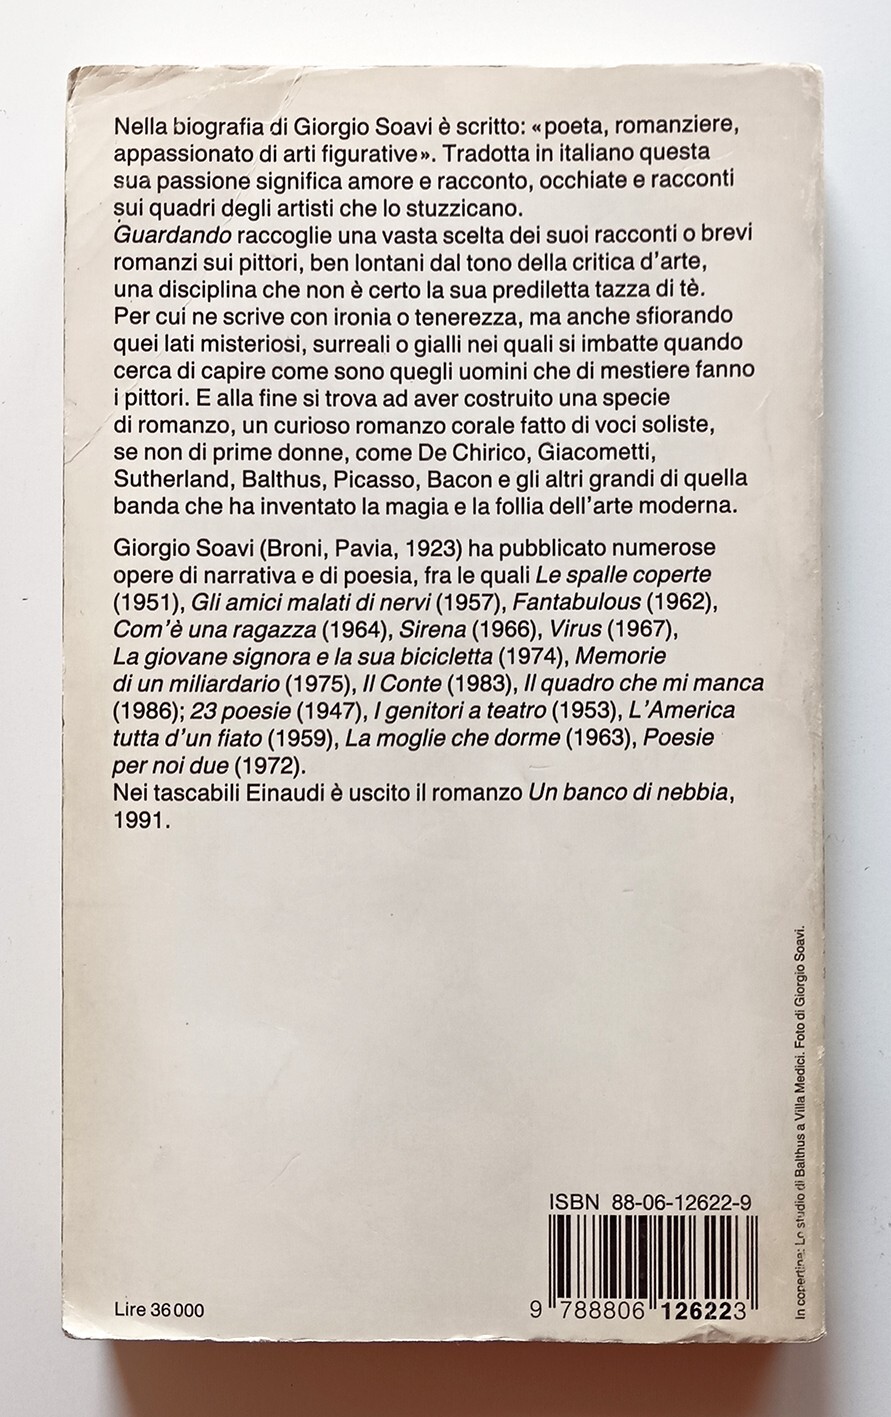 Nella biografia di Giorgio Soavi è scritto: «poeta, romanziere,
appassionato di arti figurative». Tradotta in italiano questa
sua passione significa amore e racconto, occhiate e racconti
sui quadri degli artisti che lo stuzzicano.
Guardando raccoglie una vasta scelta dei suoi racconti o brevi
romanzi sui pittori, ben lontani dal tono della critica d'arte,
una disciplina che non è certo la sua prediletta tazza di tè.
Per cui ne scrive con ironia o tenerezza, ma anche sfiorando
quei lati misteriosi, surreali o gialli nei quali si imbatte quando
cerca di capire come sono quegli uomini che di mestiere fanno
i pittori. E alla fine si trova ad aver costruito una specie
di romanzo, un curioso romanzo corale fatto di voci soliste,
se non di prime donne, come De Chirico, Giacometti,
Sutherland, Balthus, Picasso, Bacon e gli altri grandi di quella
banda che ha inventato la magia e la follia dell'arte moderna.
Giorgio Soavi (Broni, Pavia, 1923) ha pubblicato numerose
opere di narrativa e di poesia, fra le quali Le spalle coperte
(1951), Gli amici malati di nervi (1957), Fantabulous (1962),
Com'è una ragazza (1964), Sirena (1966), Virus (1967),
La giovane signora e la sua bicicletta (1974), Memorie
di un miliardario (1975), Il Conte (1983), Il quadro che mi manca
(1986); 23 poesie (1947), I genitori a teatro (1953), L'America
tutta d'un fiato (1959), La moglie che dorme (1963), Poesie
per noi due (1972).
Nei tascabili Einaudi è uscito il romanzo Un banco di nebbia,
1991.
In copertina: Lo studio di Balthus a Villa Medici. Foto di Giorgio Soavi.
ISBN 88-06-12622-9
9 788806 126223
Lire 36 000